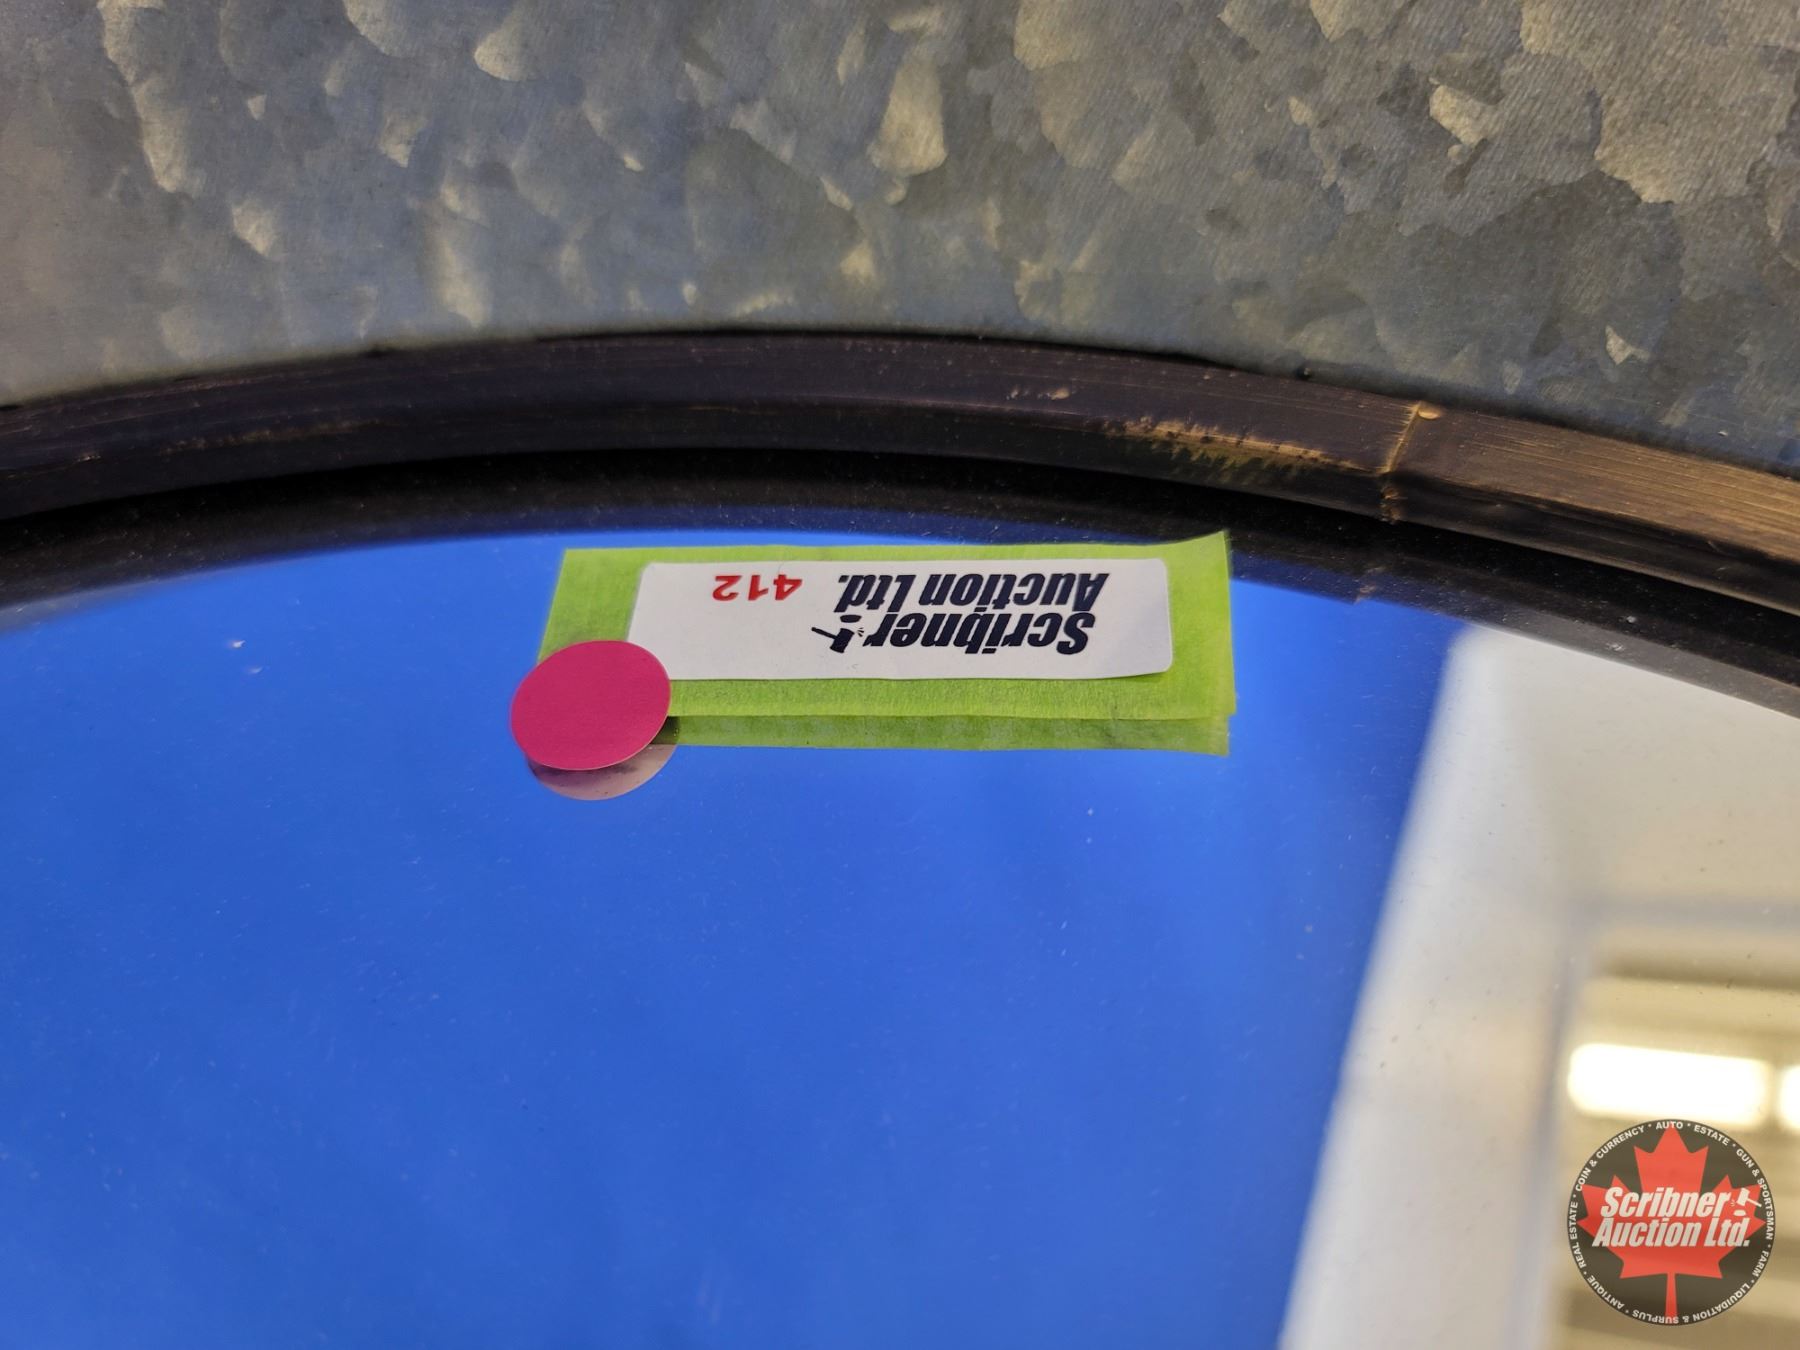 Scribner
Auction Ltd.
412
COIN & CURRENCY • AUTO • ESTATE • GUN & SPORTSMAN • FARM • LIQUIDATION & SURPLUS • ANTIQUE • REAL ESTATE •
Scribner
Auction Ltd.